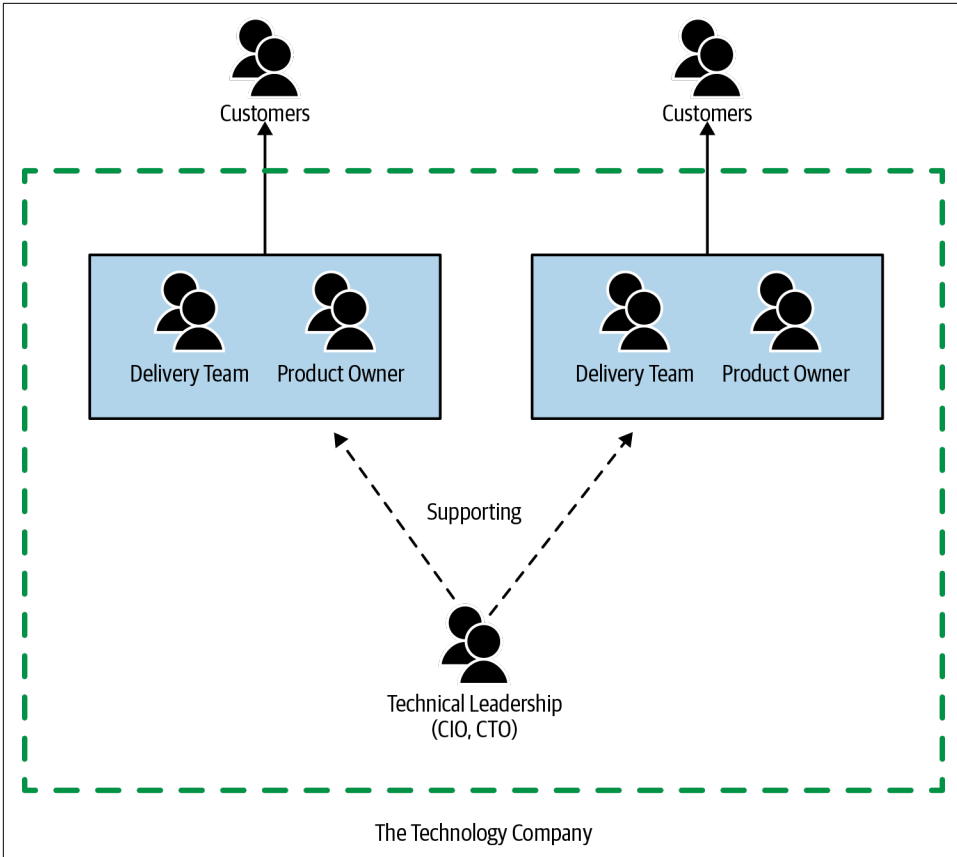 Customers
Customers
Delivery Team
Product Owner
Delivery Team
Product Owner
Supporting
Technical Leadership
(CIO, CTO)
The Technology Company